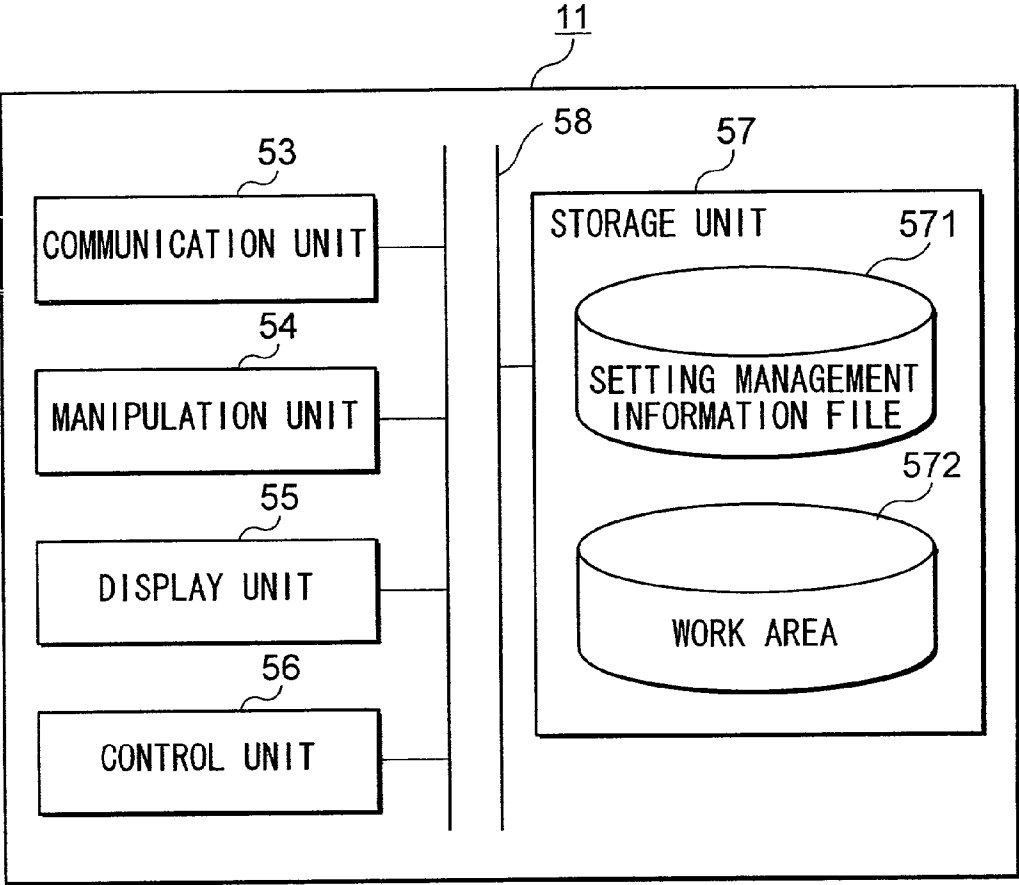 11
58
53
COMMUNICATION UNIT
54
MANIPULATION UNIT
55
DISPLAY UNIT
56
CONTROL UNIT
57
STORAGE UNIT
571
SETTING MANAGEMENT
INFORMATION FILE
572
WORK AREA